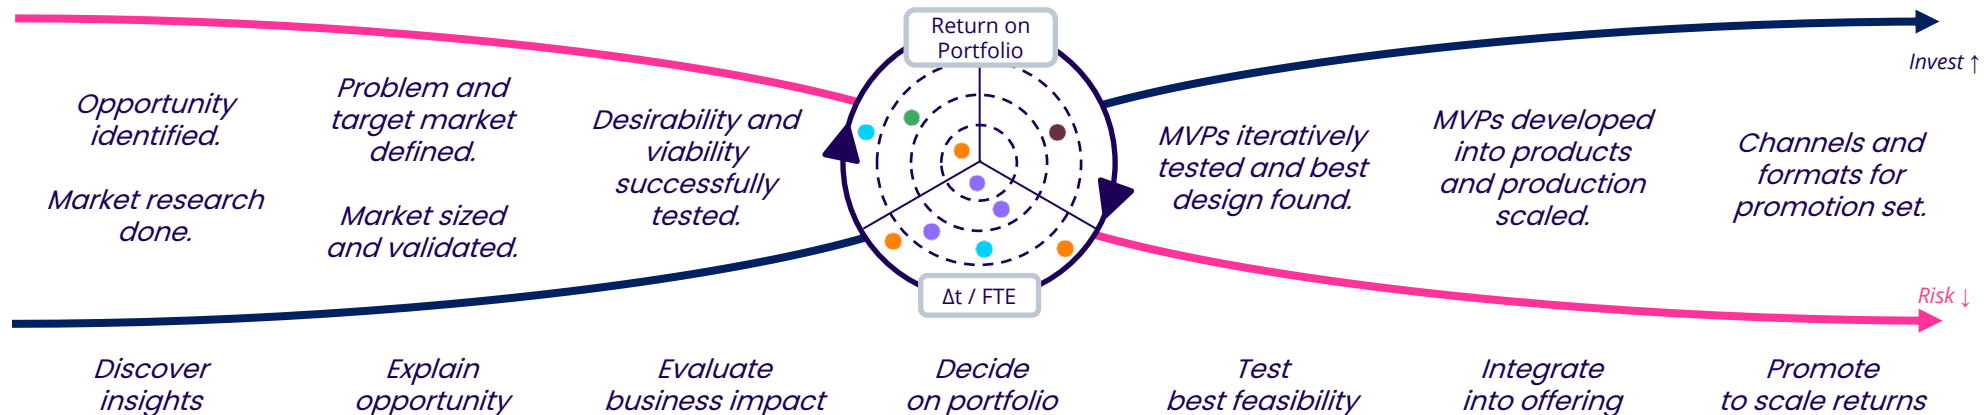 Return on
Portfolio
Invest ↑
Opportunity
identified.
Market research
done.
Problem and
target market
defined.
Market sized
and validated.
Desirability and
viability
successfully
tested.
MVPs iteratively
tested and best
design found.
MVPs developed
into products
and production
scaled.
Channels and
formats for
promotion set.
Δt / FTE
Risk ↓
Discover
insights
Explain
opportunity
Evaluate
business impact
Decide
on portfolio
Test
best feasibility
Integrate
into offering
Promote
to scale returns